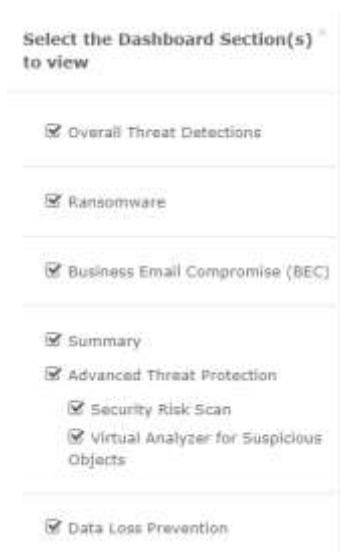 Select the Dashboard Section(s)
to view
Overall Threat Detections
Ransomware
Business Email Compromise (BEC)
Summary
Advanced Threat Protection
Security Risk Scan
Virtual Analyzer for Suspicious
Objects
Data Loss Prevention